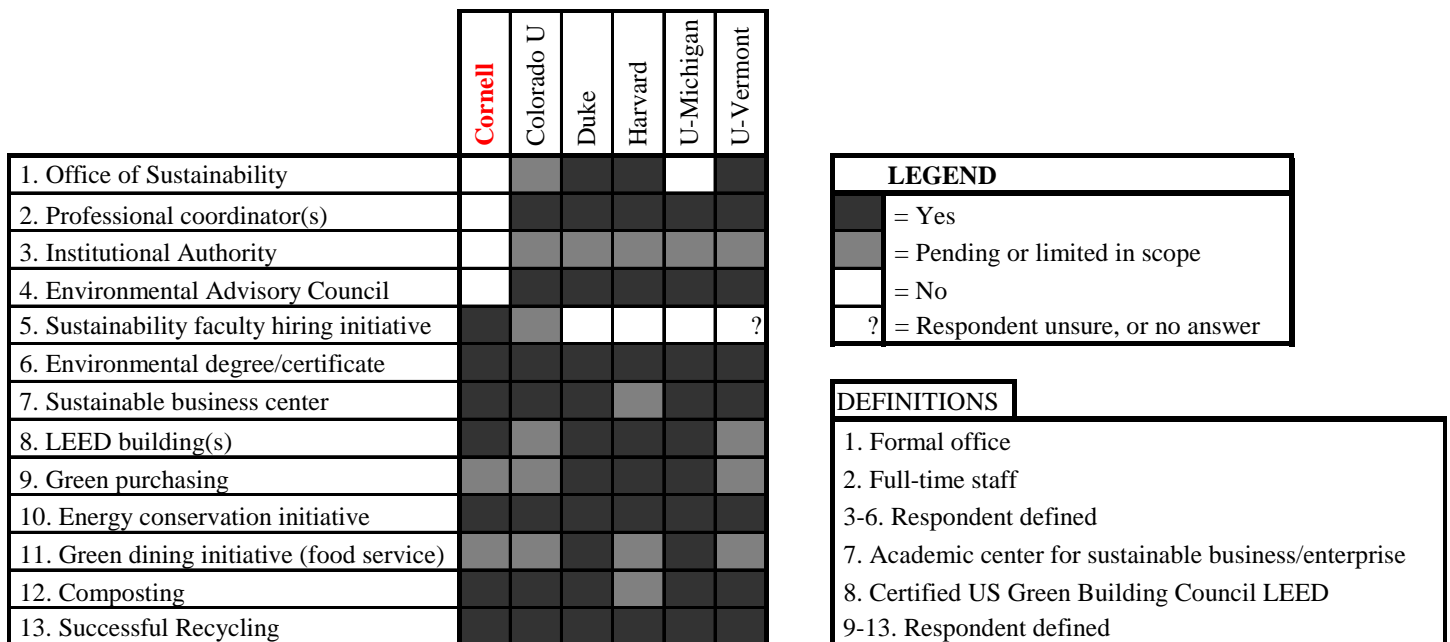 Cornell
Colorado U
Duke
Harvard
U-Michigan
U-Vermont
1. Office of Sustainability
2. Professional coordinator(s)
3. Institutional Authority
4. Environmental Advisory Council
5. Sustainability faculty hiring initiative ?
6. Environmental degree/certificate
7. Sustainable business center
8. LEED building(s)
9. Green purchasing
10. Energy conservation initiative
11. Green dining initiative (food service)
12. Composting
13. Successful Recycling
LEGEND
= Yes
= Pending or limited in scope
= No
? = Respondent unsure, or no answer
DEFINITIONS
1. Formal office
2. Full-time staff
3-6. Respondent defined
7. Academic center for sustainable business/enterprise
8. Certified US Green Building Council LEED
9-13. Respondent defined